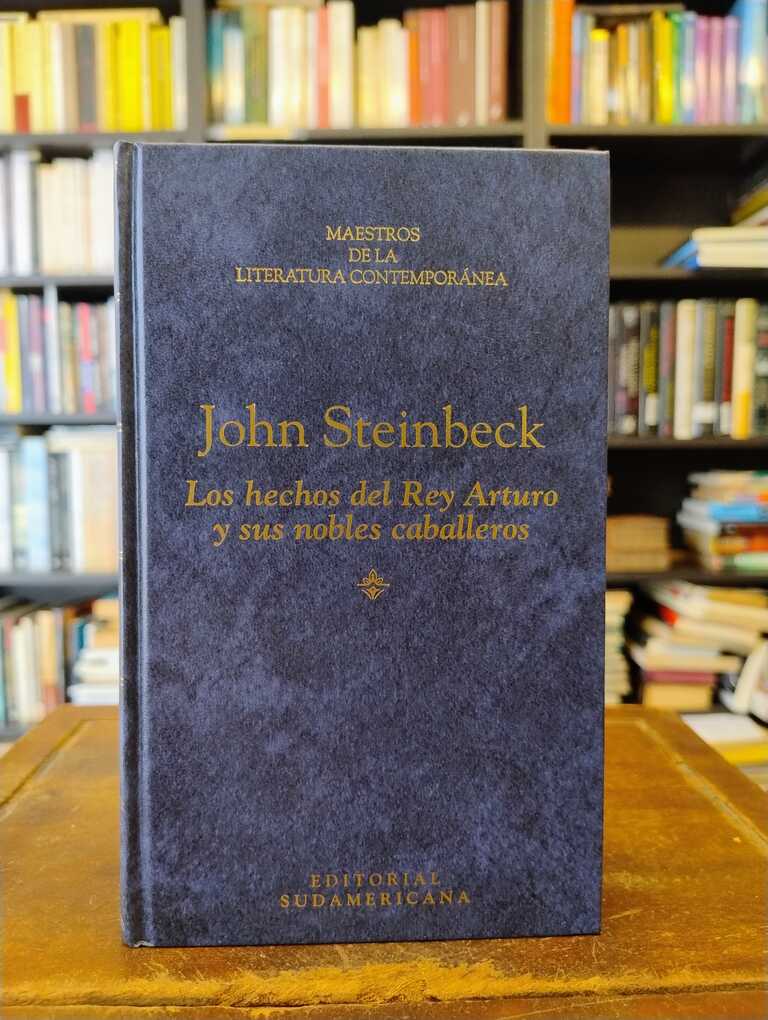 MAESTROS
DE LA
LITERATURA CONTEMPORÁNEA
John Steinbeck
Los hechos del Rey Arturo
y sus nobles caballeros
EDITORIAL
SUDAMERICANA